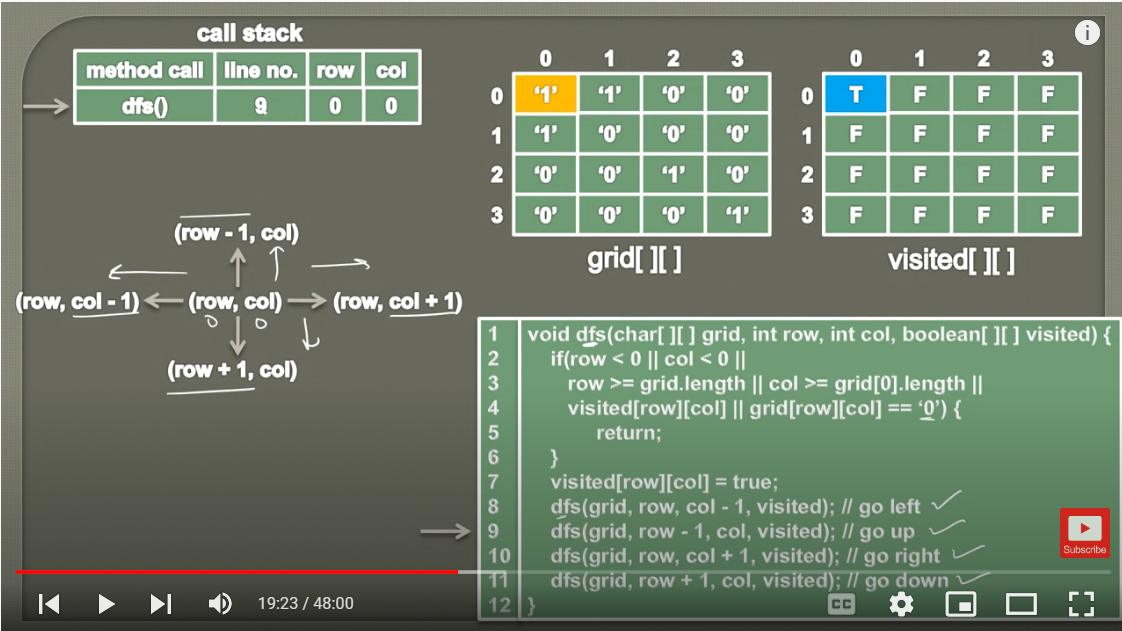 call stack
method call line no. row col
dfs() 9 0 0
0 1 2 3
0 ‘1’ ‘1’ ‘0’ ‘0’
1 ‘1’ ‘0’ ‘0’ ‘0’
2 ‘0’ ‘0’ ‘1’ ‘0’
3 ‘0’ ‘0’ ‘0’ ‘1’
grid[ ][ ]
0 1 2 3
0 T F F F
1 F F F F
2 F F F F
3 F F F F
visited[ ][ ]
i
(row - 1, col)
(row, col - 1) (row, col) (row, col + 1)
0 0
(row + 1, col)
1 void dfs(char[ ][ ] grid, int row, int col, boolean[ ][ ] visited) {
2 if(row < 0 || col < 0 ||
3 row >= grid.length || col >= grid[0].length ||
4 visited[row][col] || grid[row][col] == ‘0’) {
5 return;
6 }
7 visited[row][col] = true;
8 dfs(grid, row, col - 1, visited); // go left
9 dfs(grid, row - 1, col, visited); // go up
10 dfs(grid, row, col + 1, visited); // go right
11 dfs(grid, row + 1, col, visited); // go down
12 }
Subscribe
19:23 / 48:00
CC